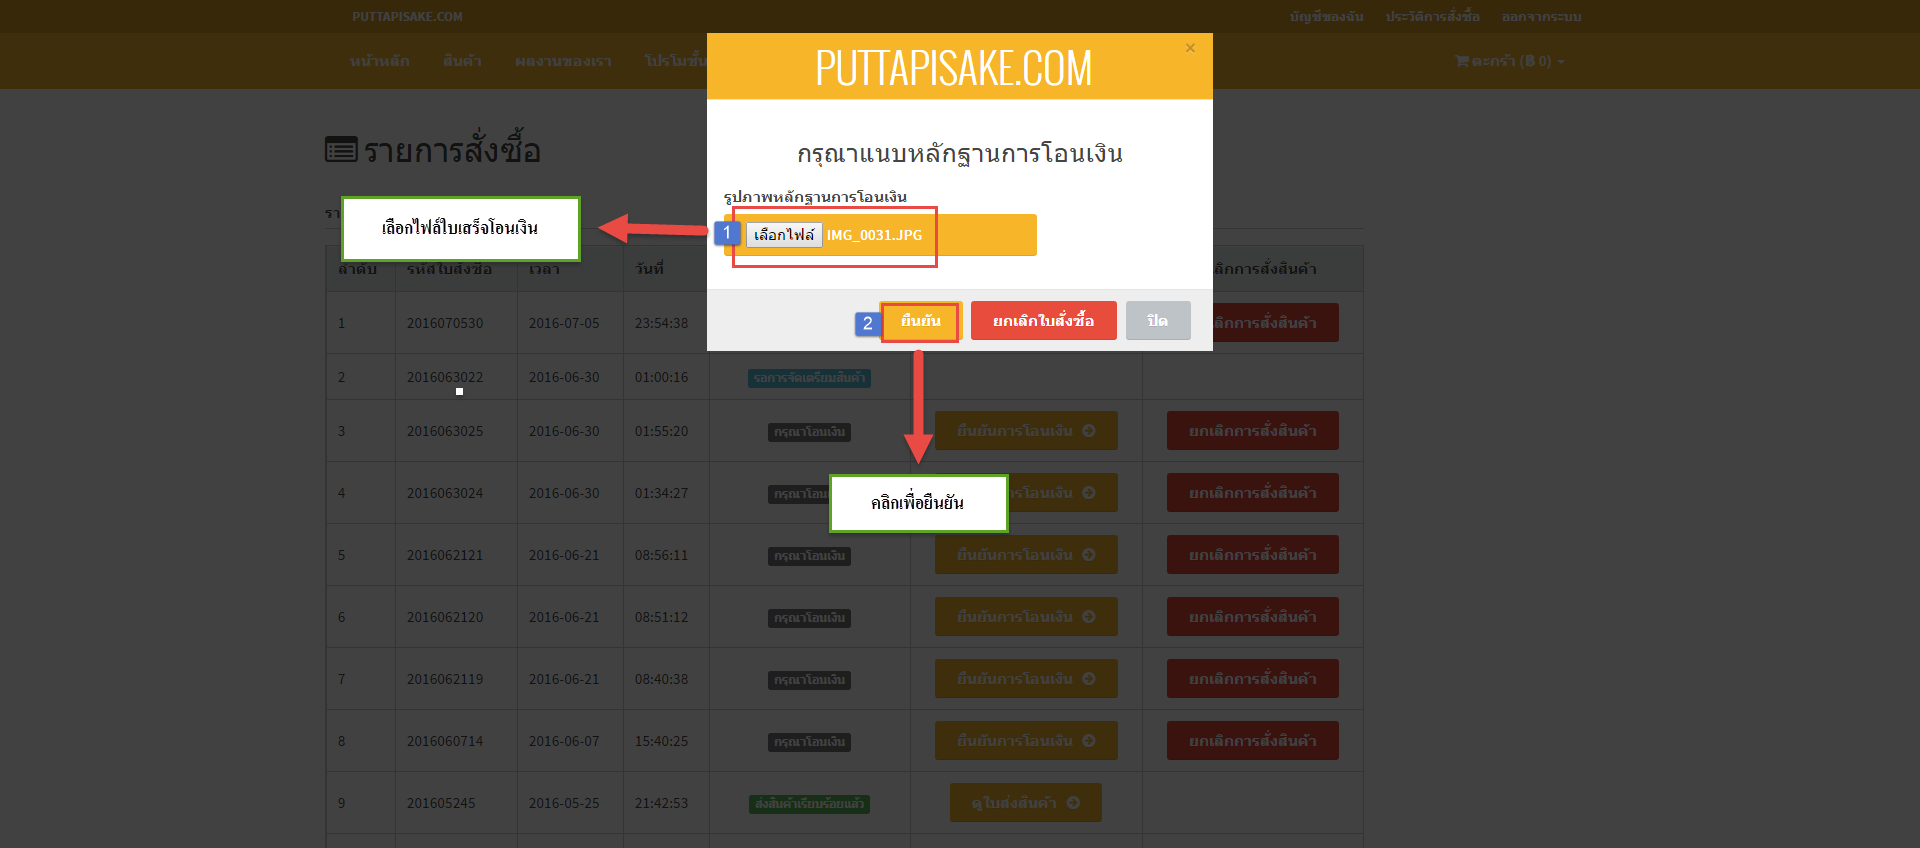 PUTTAPISAKE.COM
บัญชีของฉัน ประวัติการสั่งซื้อ ออกจากระบบ
หน้าหลัก สินค้า ผลงานของเรา โปรโมชั่น
ตะกร้า (฿ 0)
PUTTAPISAKE.COM
×
รายการสั่งซื้อ
กรุณาแนบหลักฐานการโอนเงิน
รูปภาพหลักฐานการโอนเงิน
1 เลือกไฟล์ IMG_0031.JPG
เลือกไฟล์ใบเสร็จโอนเงิน
2 ยืนยัน ยกเลิกใบสั่งซื้อ ปิด
คลิกเพื่อยืนยัน
ลำดับ รหัสใบสั่งซื้อ เวลา วันที่ ลิกการสั่งสินค้า
1 2016070530 2016-07-05 23:54:38 ลิกการสั่งสินค้า
2 2016063022 2016-06-30 01:00:16 รอการจัดเตรียมสินค้า
3 2016063025 2016-06-30 01:55:20 กรุณาโอนเงิน ยืนยันการโอนเงิน ยกเลิกการสั่งสินค้า
4 2016063024 2016-06-30 01:34:27 กรุณาโอน รโอนเงิน ยกเลิกการสั่งสินค้า
5 2016062121 2016-06-21 08:56:11 กรุณาโอนเงิน ยืนยันการโอนเงิน ยกเลิกการสั่งสินค้า
6 2016062120 2016-06-21 08:51:12 กรุณาโอนเงิน ยืนยันการโอนเงิน ยกเลิกการสั่งสินค้า
7 2016062119 2016-06-21 08:40:38 กรุณาโอนเงิน ยืนยันการโอนเงิน ยกเลิกการสั่งสินค้า
8 2016060714 2016-06-07 15:40:25 กรุณาโอนเงิน ยืนยันการโอนเงิน ยกเลิกการสั่งสินค้า
9 201605245 2016-05-25 21:42:53 ส่งสินค้าเรียบร้อยแล้ว ดูใบส่งสินค้า